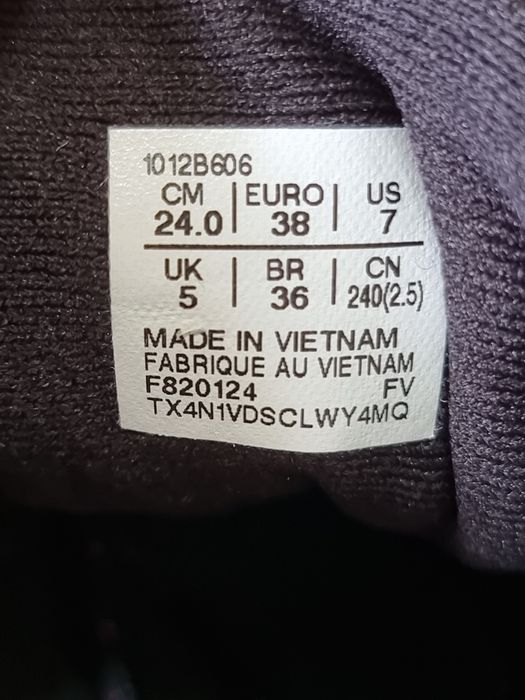 1012B606
CM | EURO | US
24.0 | 38 | 7
UK | BR | CN
5 | 36 | 240(2.5)
MADE IN VIETNAM
FABRIQUE AU VIETNAM
F820124 FV
TX4N1VDSCLWY4MQ